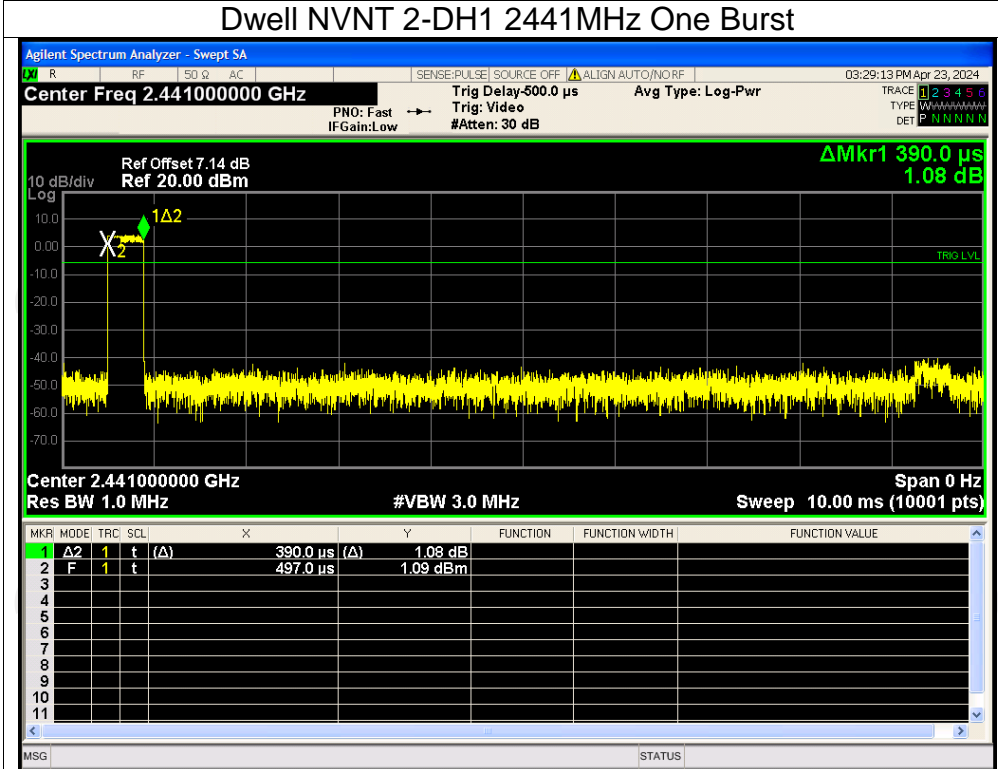 Dwell NVNT 2-DH1 2441MHz One Burst
Agilent Spectrum Analyzer - Swept SA
LXI R RF 50 Ω AC SENSE:PULSE SOURCE OFF ALIGN AUTO/NO RF 03:29:13 PM Apr 23, 2024
Center Freq 2.441000000 GHz Trig Delay-500.0 µs Avg Type: Log-Pwr TRACE 1 2 3 4 5 6
PNO: Fast Trig: Video TYPE WWWWWW
IFGain:Low #Atten: 30 dB DET P N N N N N
ΔMkr1 390.0 µs
1.08 dB
Ref Offset 7.14 dB
10 dB/div Ref 20.00 dBm
Log
10.0
0.00
-10.0
-20.0
-30.0
-40.0
-50.0
-60.0
-70.0
1Δ2
2
TRIG LVL
Center 2.441000000 GHz Span 0 Hz
Res BW 1.0 MHz #VBW 3.0 MHz Sweep 10.00 ms (10001 pts)
MKR MODE TRC SCL X Y FUNCTION FUNCTION WIDTH FUNCTION VALUE
1 Δ2 1 t (Δ) 390.0 µs (Δ) 1.08 dB
2 F 1 t 497.0 µs 1.09 dBm
3
4
5
6
7
8
9
10
11
MSG STATUS